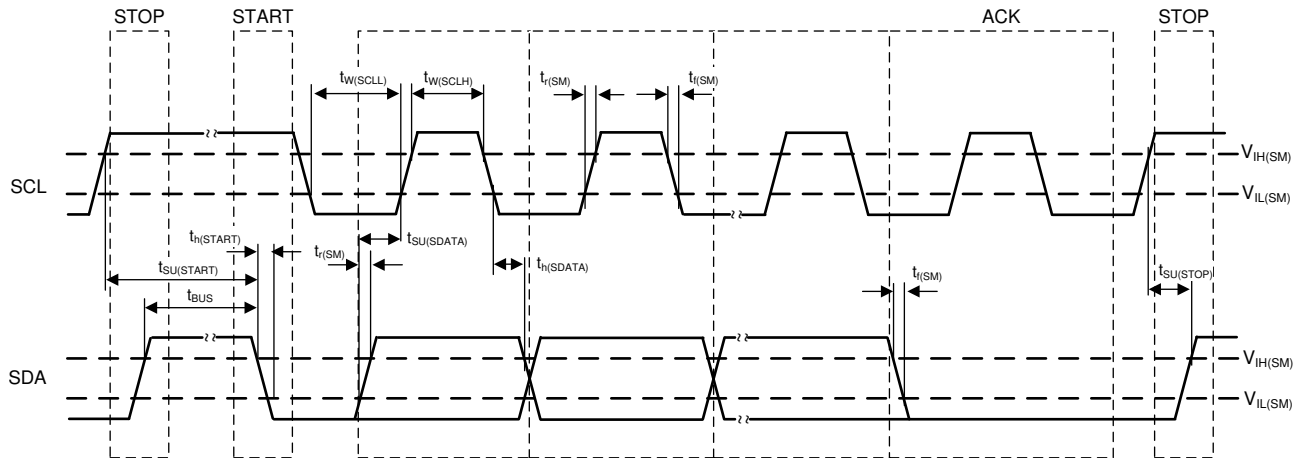 STOP START ACK STOP
tW(SCLL) tW(SCLH) tr(SM) tf(SM)
VIH(SM)
SCL VIL(SM)
th(START) tr(SM) tSU(SDATA)
th(SDATA) tf(SM) tSU(STOP)
tSU(START)
tBUS
VIH(SM)
SDA
VIL(SM)